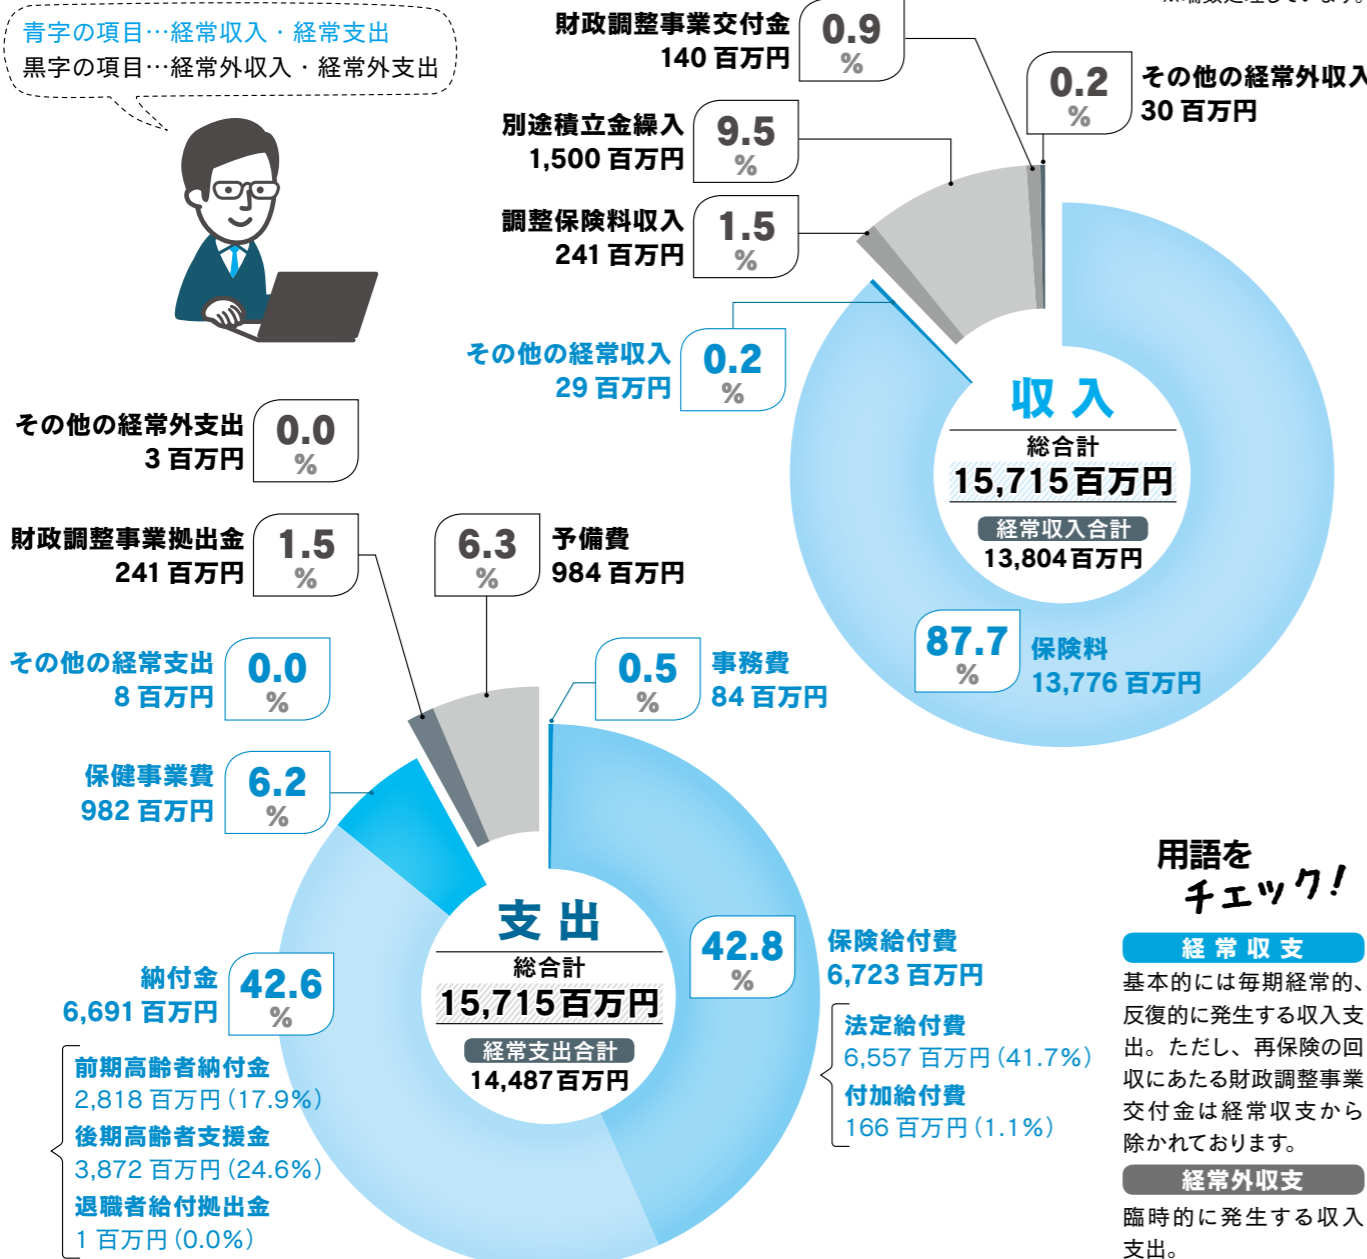 青字の項目…経常収入・経常支出
黒字の項目…経常外収入・経常外支出
財政調整事業交付金
140 百万円
0.9
%
その他の経常外収入
30 百万円
0.2
%
別途積立金繰入
1,500 百万円
9.5
%
調整保険料収入
241 百万円
1.5
%
その他の経常収入
29 百万円
0.2
%
収入
総合計
15,715百万円
経常収入合計
13,804百万円
87.7
%
保険料
13,776 百万円
その他の経常外支出
3 百万円
0.0
%
財政調整事業拠出金
241 百万円
1.5
%
6.3
%
予備費
984 百万円
その他の経常支出
8 百万円
0.0
%
0.5
%
事務費
84 百万円
保健事業費
982 百万円
6.2
%
支出
総合計
15,715百万円
経常支出合計
14,487百万円
納付金
6,691 百万円
42.6
%
前期高齢者納付金
2,818 百万円(17.9%)
後期高齢者支援金
3,872 百万円(24.6%)
退職者給付拠出金
1 百万円(0.0%)
42.8
%
保険給付費
6,723 百万円
法定給付費
6,557 百万円(41.7%)
付加給付費
166 百万円(1.1%)
用語を
チェック!
経常収支
基本的には毎期経常的、
反復的に発生する収入支
出。ただし、再保険の回
収にあたる財政調整事業
交付金は経常収支から
除かれております。
経常外収支
臨時的に発生する収入
支出。